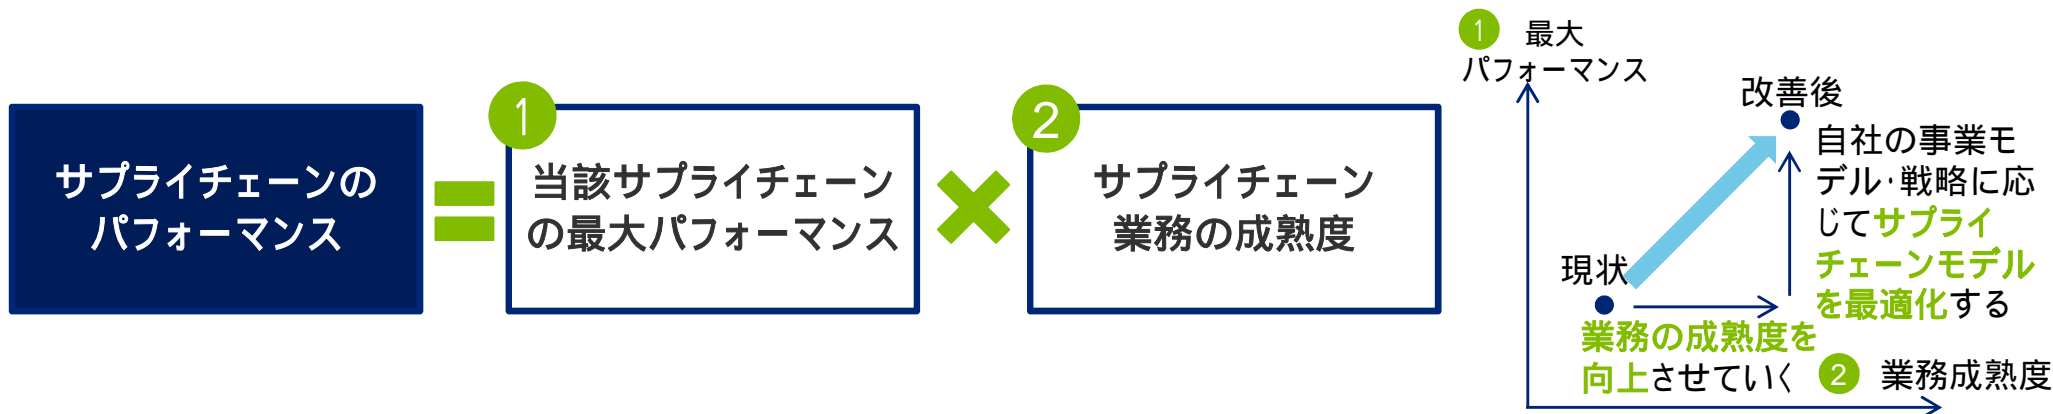 サプライチェーンの
パフォーマンス
1
当該サプライチェーン
の最大パフォーマンス
2
サプライチェーン
業務の成熟度
1 最大
パフォーマンス
改善後
自社の事業モ
デル·戦略に応
じてサプライ
チェーンモデル
を最適化する
現状
業務の成熟度を
向上させていく
2 業務成熟度